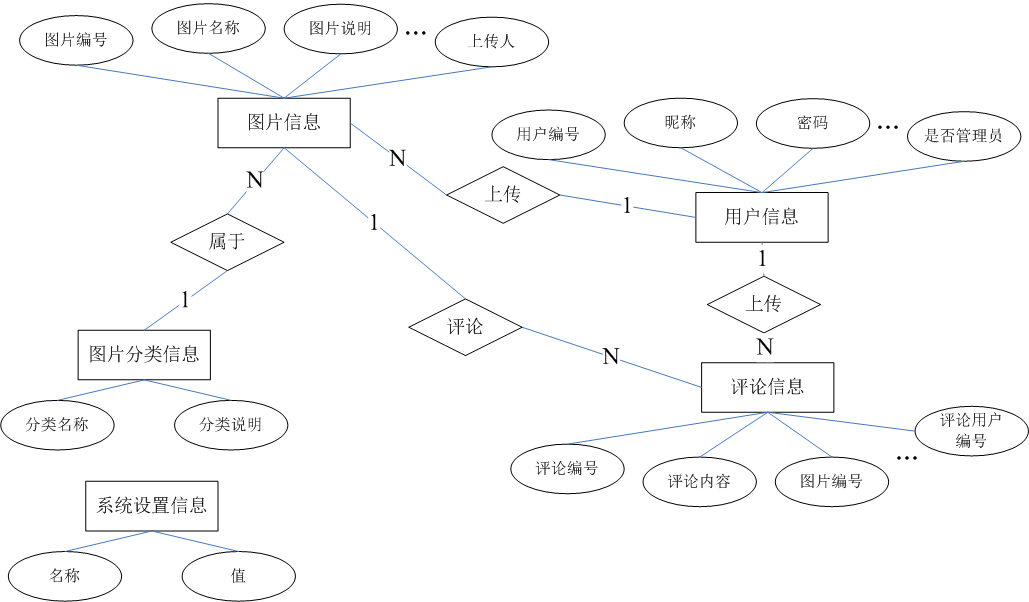 图片编号
图片名称
图片说明
...
上传人
图片信息
用户编号
昵称
密码
...
是否管理员
N
N
上传
1
用户信息
1
属于
1
上传
1
评论
N
N
图片分类信息
评论信息
分类名称
分类说明
评论编号
评论内容
图片编号
...
评论用户
编号
系统设置信息
名称
值